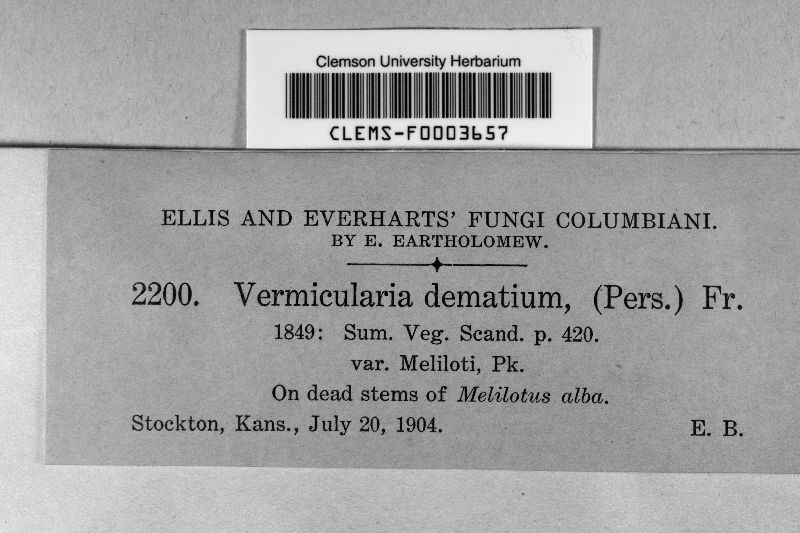 Clemson University Herbarium
CLEMS-F0003657
ELLIS AND EVERHARTS' FUNGI COLUMBIANI.
BY E. EARTHOLOMEW.
2200. Vermicularia dematium, (Pers.) Fr.
1849: Sum. Veg. Scand. p. 420.
var. Meliloti, Pk.
On dead stems of Melilotus alba.
Stockton, Kans., July 20, 1904. E. B.